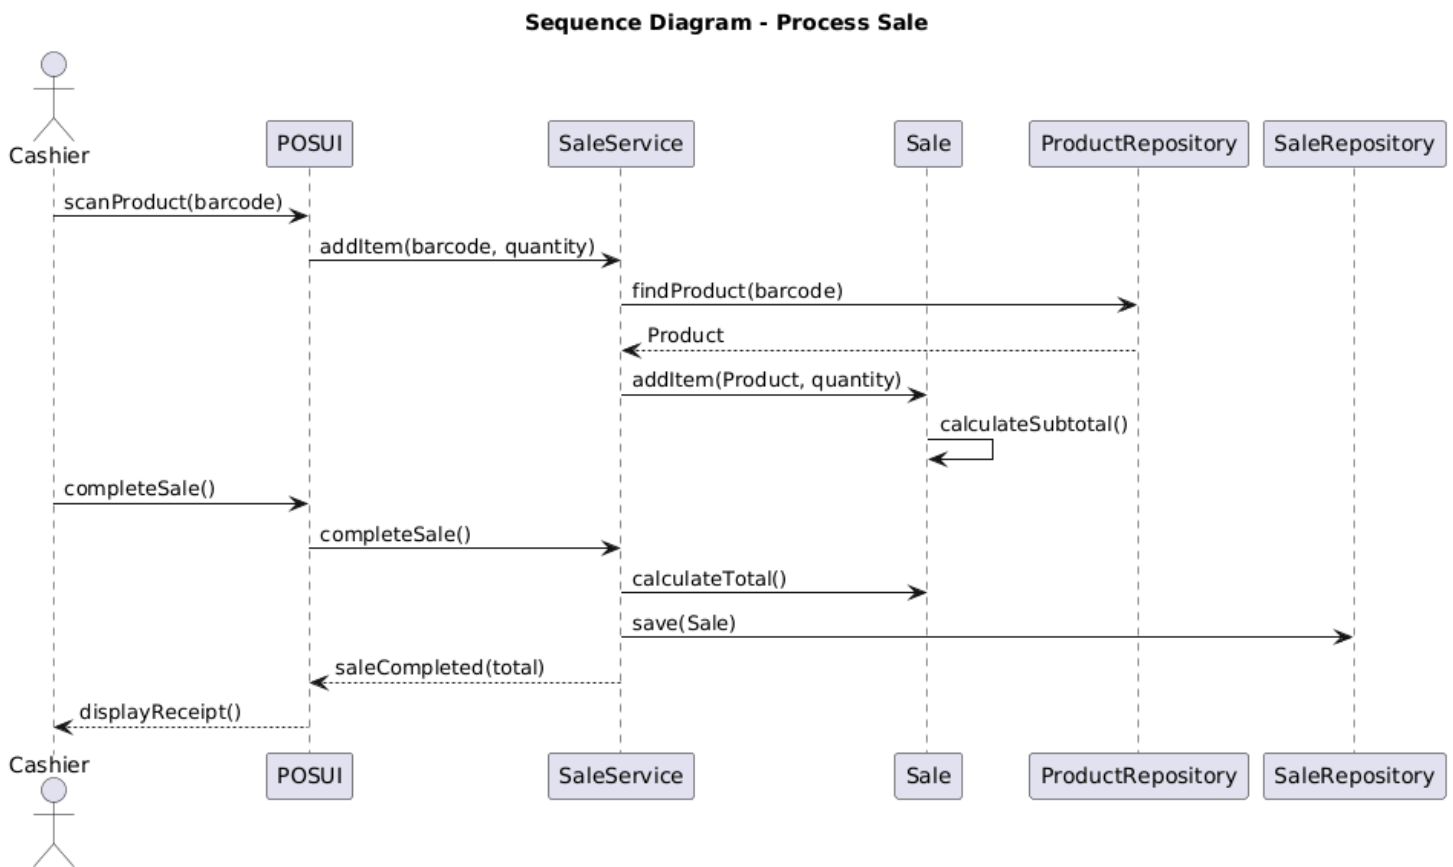 Sequence Diagram - Process Sale
Cashier
POSUI
SaleService
Sale
ProductRepository
SaleRepository
scanProduct(barcode)
addItem(barcode, quantity)
findProduct(barcode)
Product
addItem(Product, quantity)
calculateSubtotal()
completeSale()
completeSale()
calculateTotal()
save(Sale)
saleCompleted(total)
displayReceipt()
Cashier
POSUI
SaleService
Sale
ProductRepository
SaleRepository